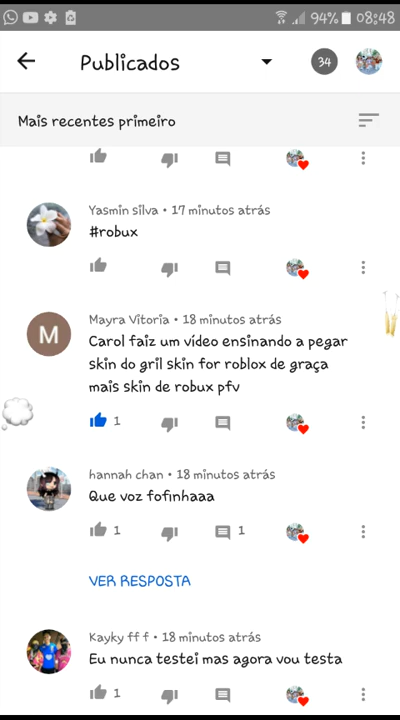 94% 08:48
Publicados
34
Mais recentes primeiro
Yasmin silva • 17 minutos atrás
#robux
M
Mayra Vitoria • 18 minutos atrás
Carol faiz um vídeo ensinando a pegar
skin do gril skin for roblox de graça
mais skin de robux pfv
1
hannah chan • 18 minutos atrás
Que voz fofinhaaa
1 1
VER RESPOSTA
Kayky ff f • 18 minutos atrás
Eu nunca testei mas agora vou testa
1